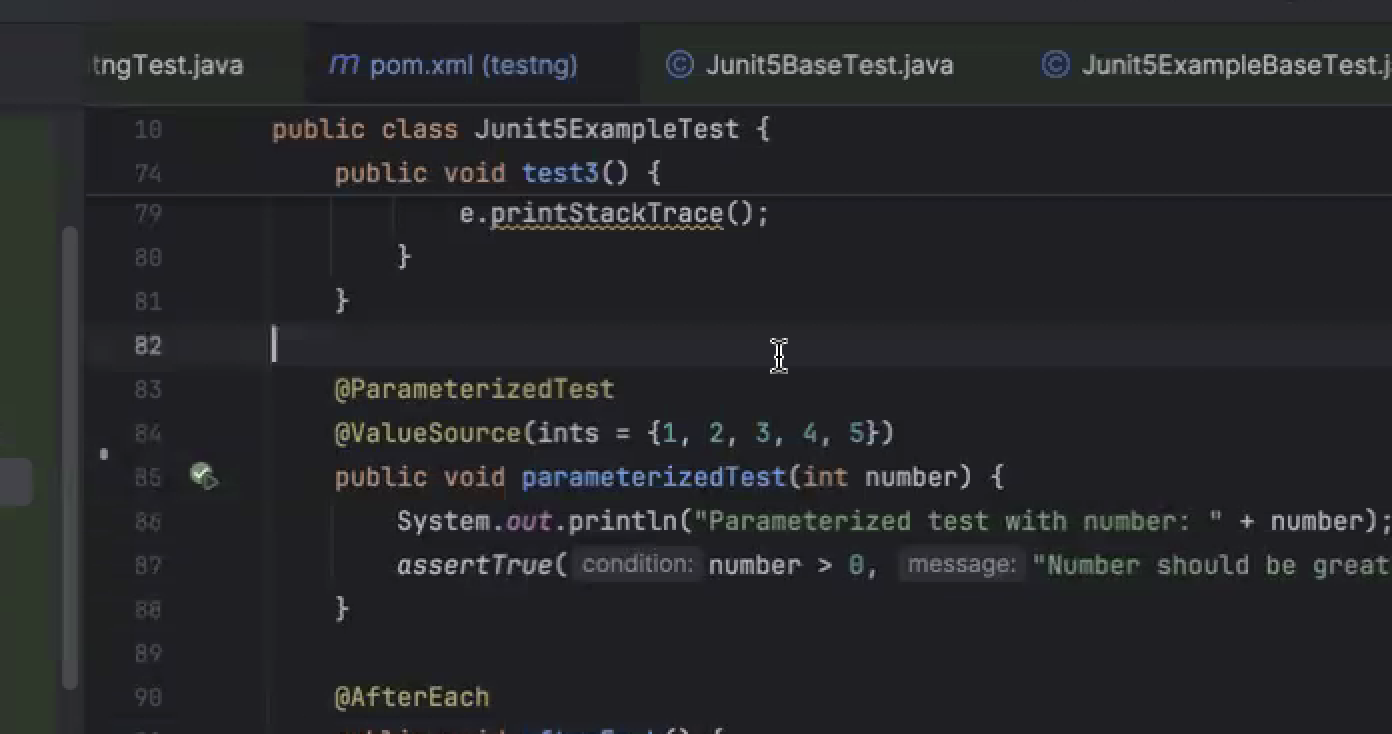 tngTest.java
pom.xml (testng)
Junit5BaseTest.java
Junit5ExampleBaseTest.j
10 public class Junit5ExampleTest {
74 public void test3() {
79 e.printStackTrace();
80 }
81 }
82
83 @ParameterizedTest
84 @ValueSource(ints = {1, 2, 3, 4, 5})
85 public void parameterizedTest(int number) {
86 System.out.println("Parameterized test with number: " + number);
87 assertTrue( condition: number > 0, message: "Number should be great
88 }
89
90 @AfterEach